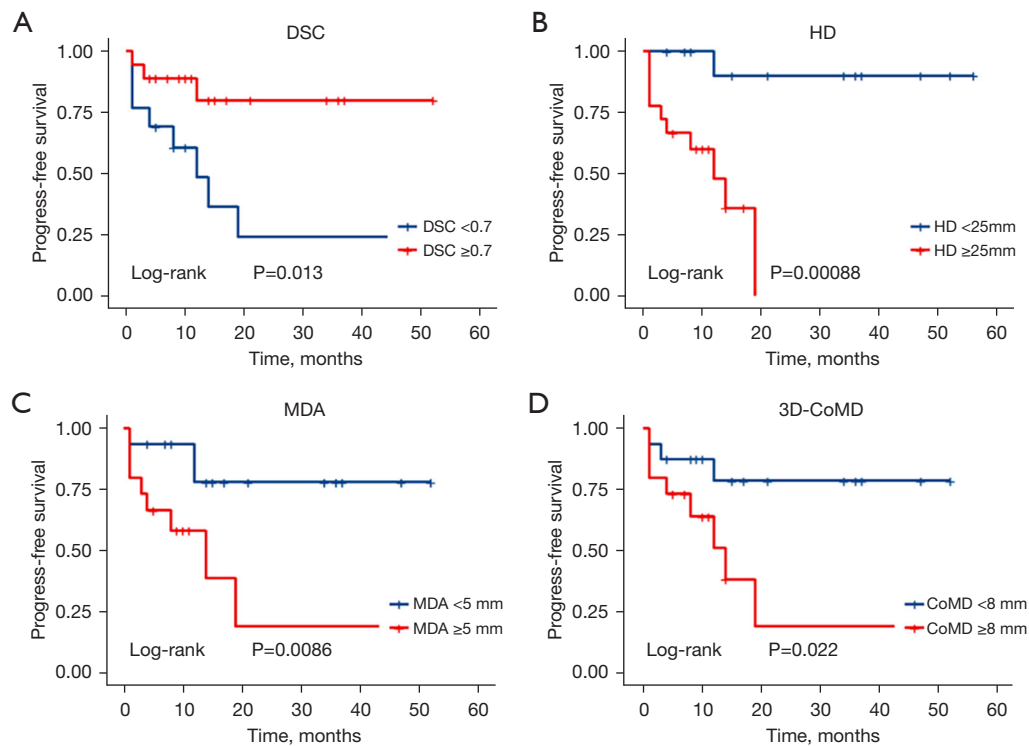 A
DSC
Progress-free survival
1.00
0.75
0.50
0.25
0.00
DSC <0.7
DSC ≥0.7
Log-rank P=0.013
0 10 20 30 40 50 60
Time, months
B
HD
Progress-free survival
1.00
0.75
0.50
0.25
0.00
HD <25mm
HD ≥25mm
Log-rank P=0.00088
0 10 20 30 40 50 60
Time, months
C
MDA
Progress-free survival
1.00
0.75
0.50
0.25
0.00
MDA <5 mm
MDA ≥5 mm
Log-rank P=0.0086
0 10 20 30 40 50 60
Time, months
D
3D-CoMD
Progress-free survival
1.00
0.75
0.50
0.25
0.00
CoMD <8 mm
CoMD ≥8 mm
Log-rank P=0.022
0 10 20 30 40 50 60
Time, months